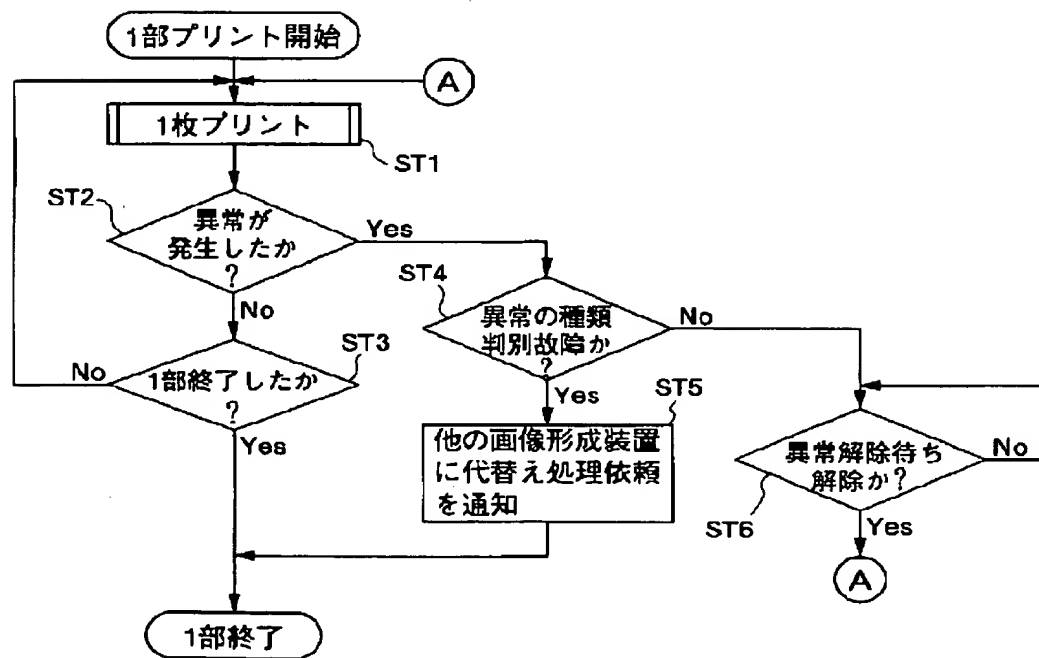 1部プリント開始
A
1枚プリント
ST1
ST2
異常が
発生したか
?
Yes
No
ST4
異常の種類
判別故障か
?
No
Yes
ST3
1部終了したか
?
No
Yes
ST5
他の画像形成装置
に代替え処理依頼
を通知
異常解除待ち
解除か?
No
ST6
Yes
A
1部終了